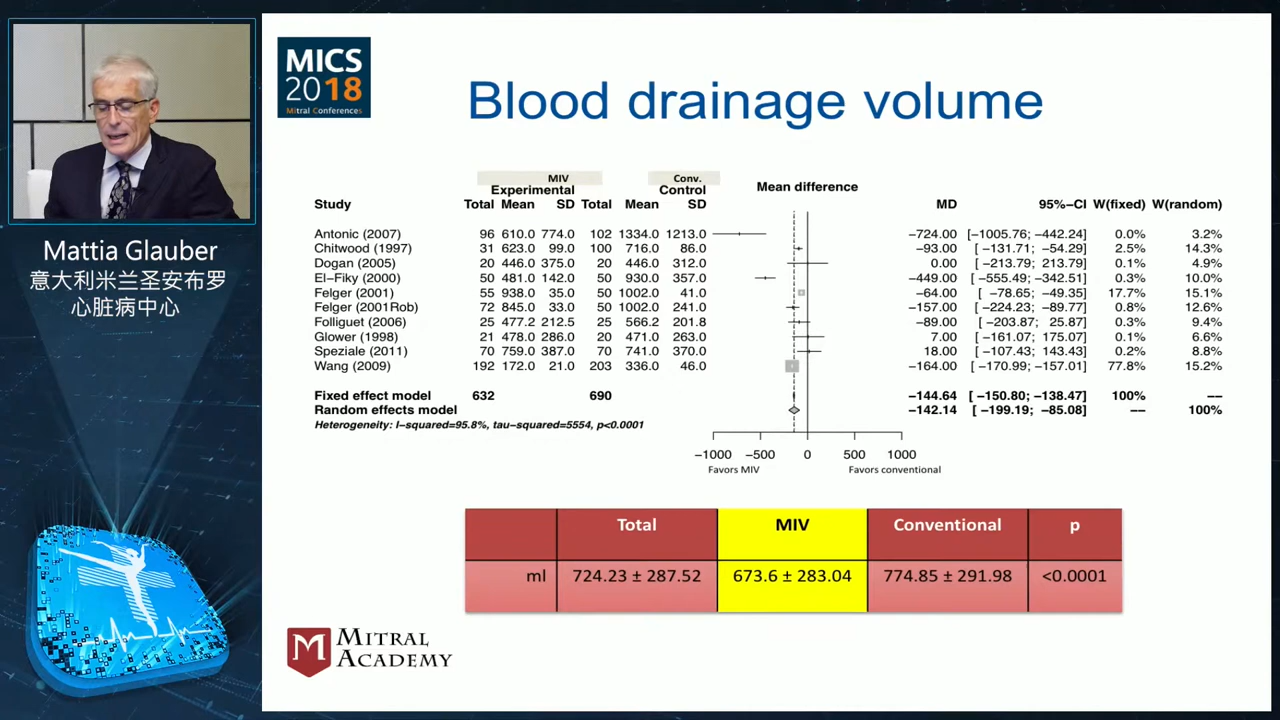 MICS
2018
Mitral Conferences
Mattia Glauber
意大利米兰圣安布罗
心脏病中心
Blood drainage volume
MIV Conv.
Experimental Control Mean difference
Study Total Mean SD Total Mean SD MD 95%−CI W(fixed) W(random)
Antonic (2007) 96 610.0 774.0 102 1334.0 1213.0 −724.00 [−1005.76; −442.24] 0.0% 3.2%
Chitwood (1997) 31 623.0 99.0 100 716.0 86.0 −93.00 [ −131.71; −54.29] 2.5% 14.3%
Dogan (2005) 20 446.0 375.0 20 446.0 312.0 0.00 [ −213.79; 213.79] 0.1% 4.9%
El−Fiky (2000) 50 481.0 142.0 50 930.0 357.0 −449.00 [ −555.49; −342.51] 0.3% 10.0%
Felger (2001) 55 938.0 35.0 50 1002.0 41.0 −64.00 [ −78.65; −49.35] 17.7% 15.1%
Felger (2001Rob) 72 845.0 33.0 50 1002.0 241.0 −157.00 [ −224.23; −89.77] 0.8% 12.6%
Folliguet (2006) 25 477.2 212.5 25 566.2 201.8 −89.00 [ −203.87; 25.87] 0.3% 9.4%
Glower (1998) 21 478.0 286.0 20 471.0 263.0 7.00 [ −161.07; 175.07] 0.1% 6.6%
Speziale (2011) 70 759.0 387.0 70 741.0 370.0 18.00 [ −107.43; 143.43] 0.2% 8.8%
Wang (2009) 192 172.0 21.0 203 336.0 46.0 −164.00 [ −170.99; −157.01] 77.8% 15.2%
Fixed effect model 632 690 −144.64 [ −150.80; −138.47] 100% −−
Random effects model −142.14 [ −199.19; −85.08] −− 100%
Heterogeneity: I−squared=95.8%, tau−squared=5554, p<0.0001
−1000 −500 0 500 1000
Favors MIV Favors conventional
Total MIV Conventional p
ml 724.23 ± 287.52 673.6 ± 283.04 774.85 ± 291.98 <0.0001
M MITRAL
ACADEMY